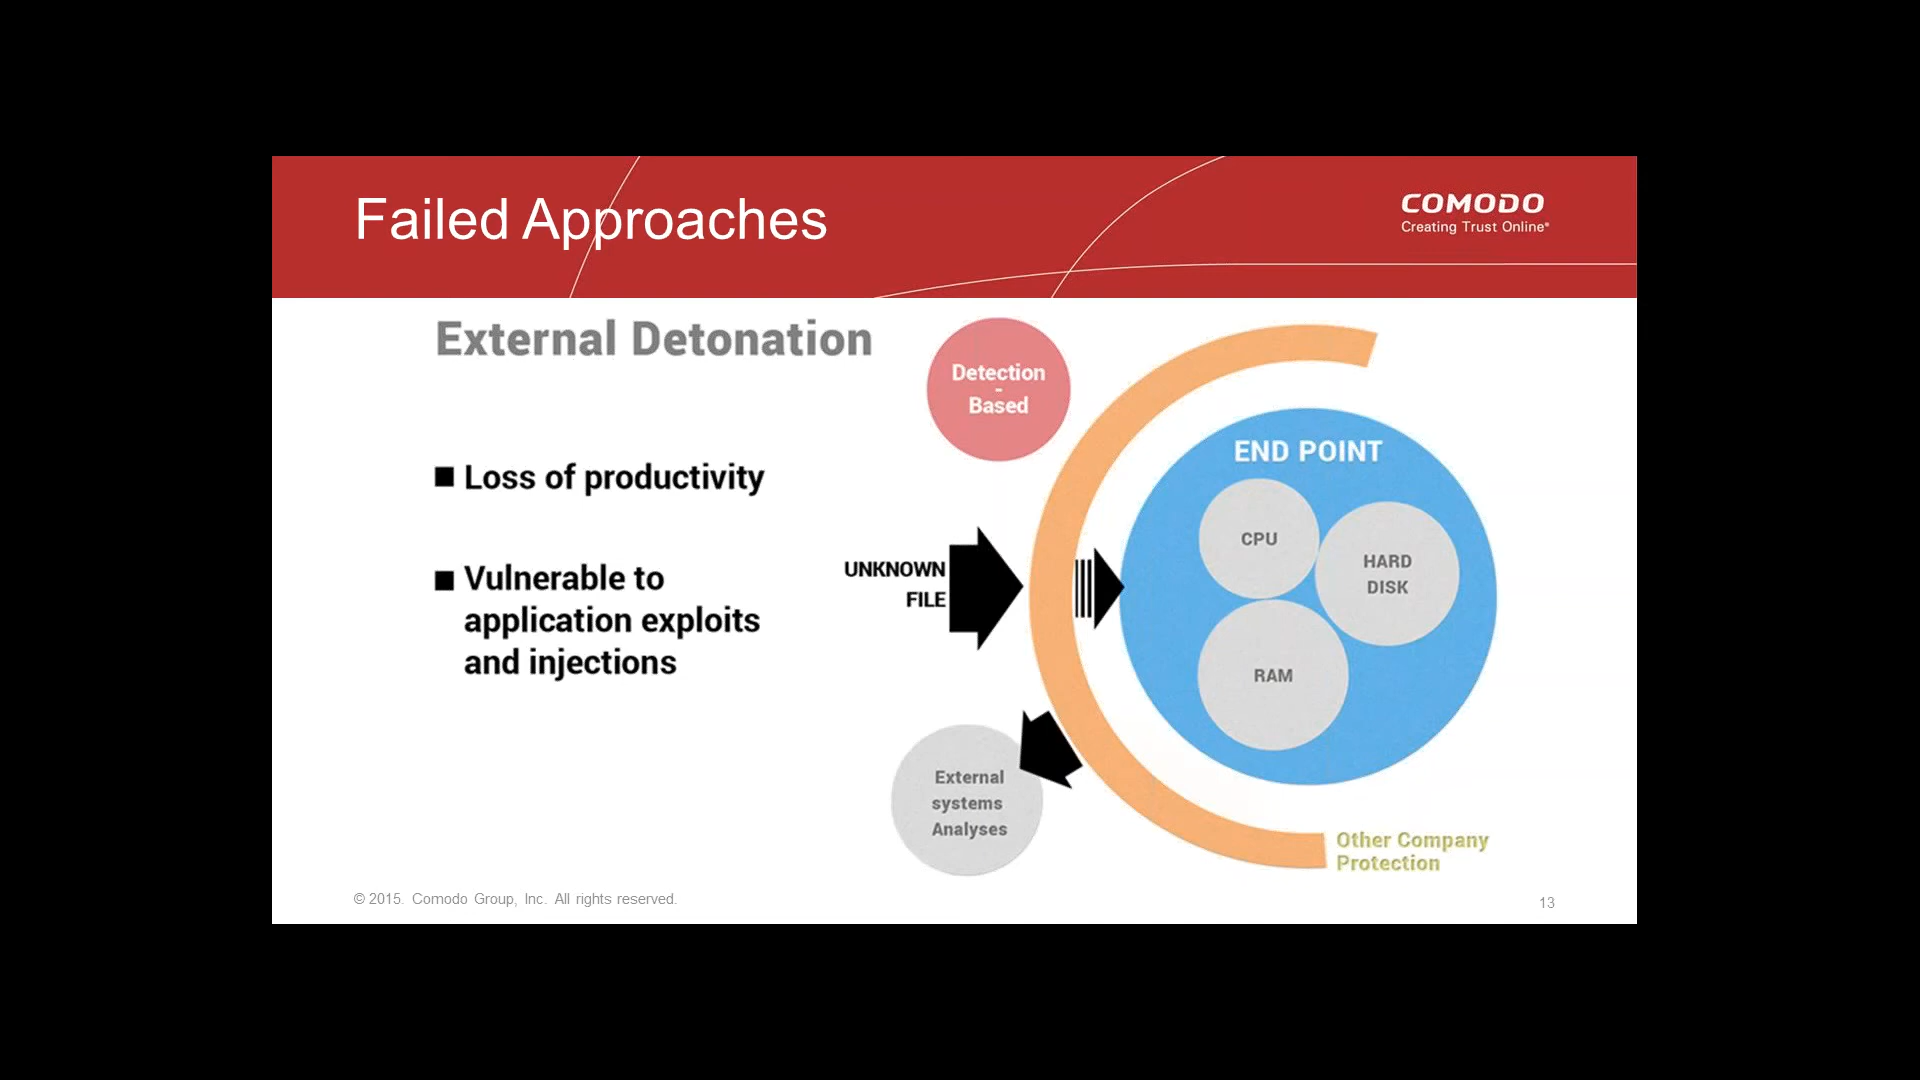 Failed Approaches
COMODO
Creating Trust Online®
External Detonation
Detection
-
Based
END POINT
Loss of productivity
CPU
HARD
DISK
UNKNOWN
FILE
Vulnerable to
application exploits
and injections
RAM
External
systems
Analyses
Other Company
Protection
© 2015. Comodo Group, Inc. All rights reserved.
13